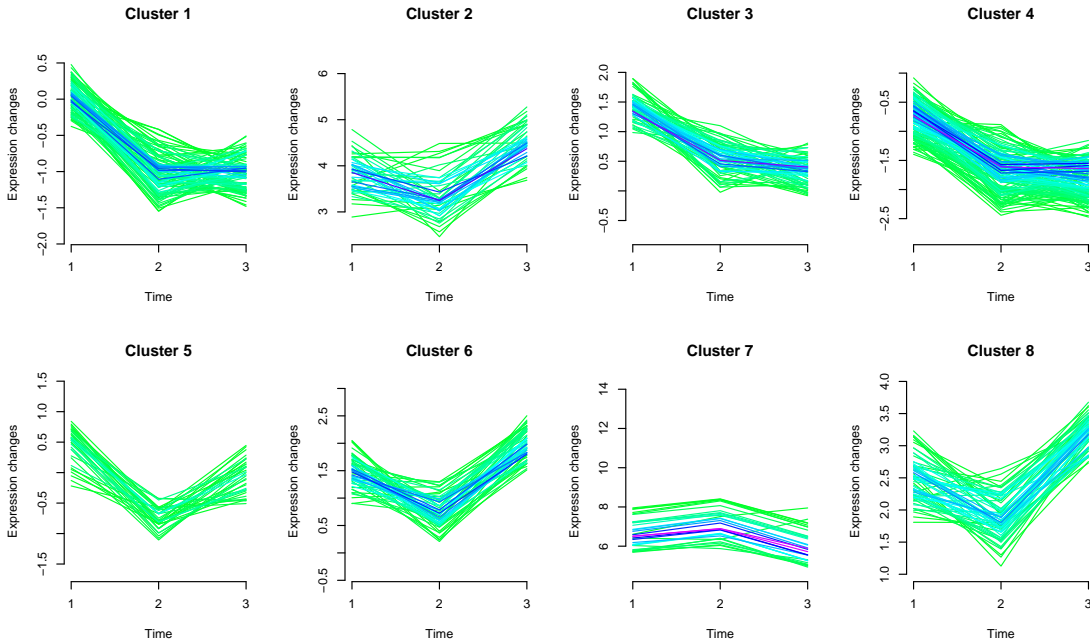 Cluster 1
Expression changes
0.5
0.0
−0.5
−1.0
−1.5
−2.0
1
2
3
Time
Cluster 2
Expression changes
6
5
4
3
1
2
3
Time
Cluster 3
Expression changes
2.0
1.5
0.5
−0.5
1
2
3
Time
Cluster 4
Expression changes
−0.5
−1.5
−2.5
1
2
3
Time
Cluster 5
Expression changes
1.5
0.5
−0.5
−1.5
1
2
3
Time
Cluster 6
Expression changes
2.5
1.5
0.5
−0.5
1
2
3
Time
Cluster 7
Expression changes
14
12
10
8
6
1
2
3
Time
Cluster 8
Expression changes
4.0
3.5
3.0
2.5
2.0
1.5
1.0
1
2
3
Time